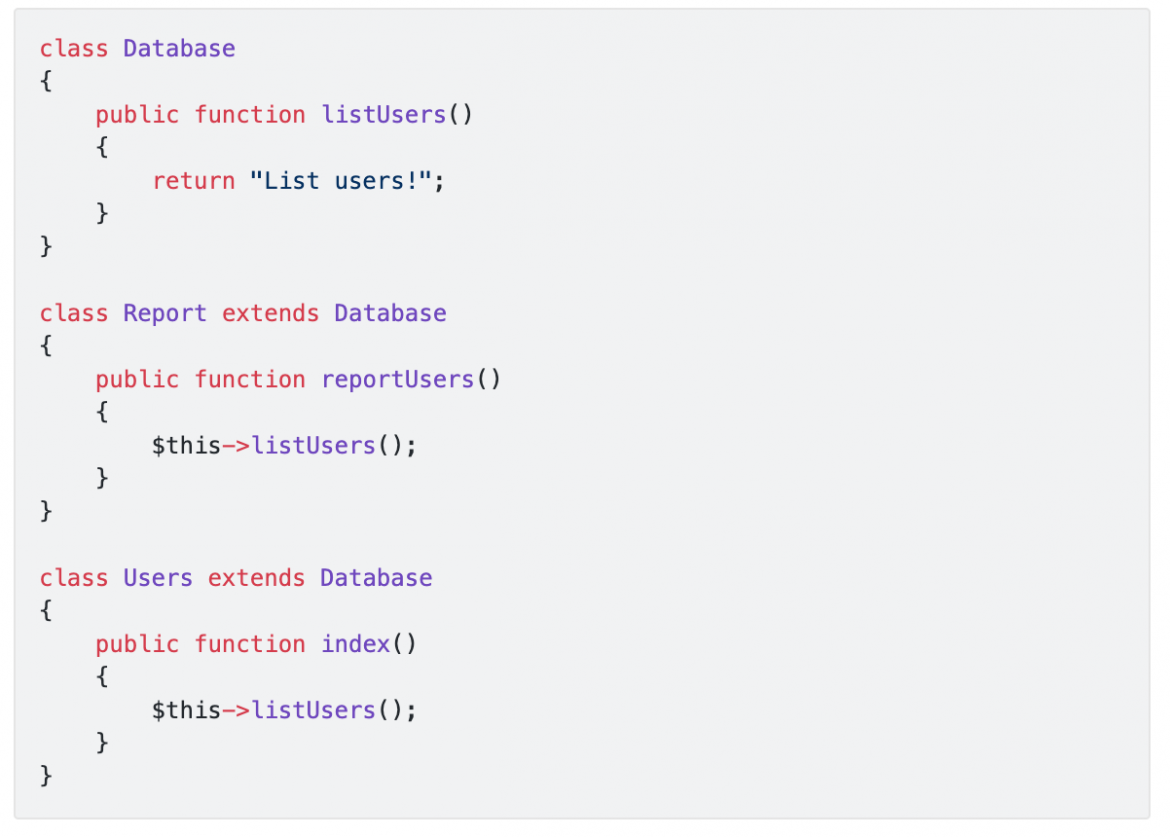 class Database
{
    public function listUsers()
    {
        return "List users!";
    }
}

class Report extends Database
{
    public function reportUsers()
    {
        $this->listUsers();
    }
}

class Users extends Database
{
    public function index()
    {
        $this->listUsers();
    }
}